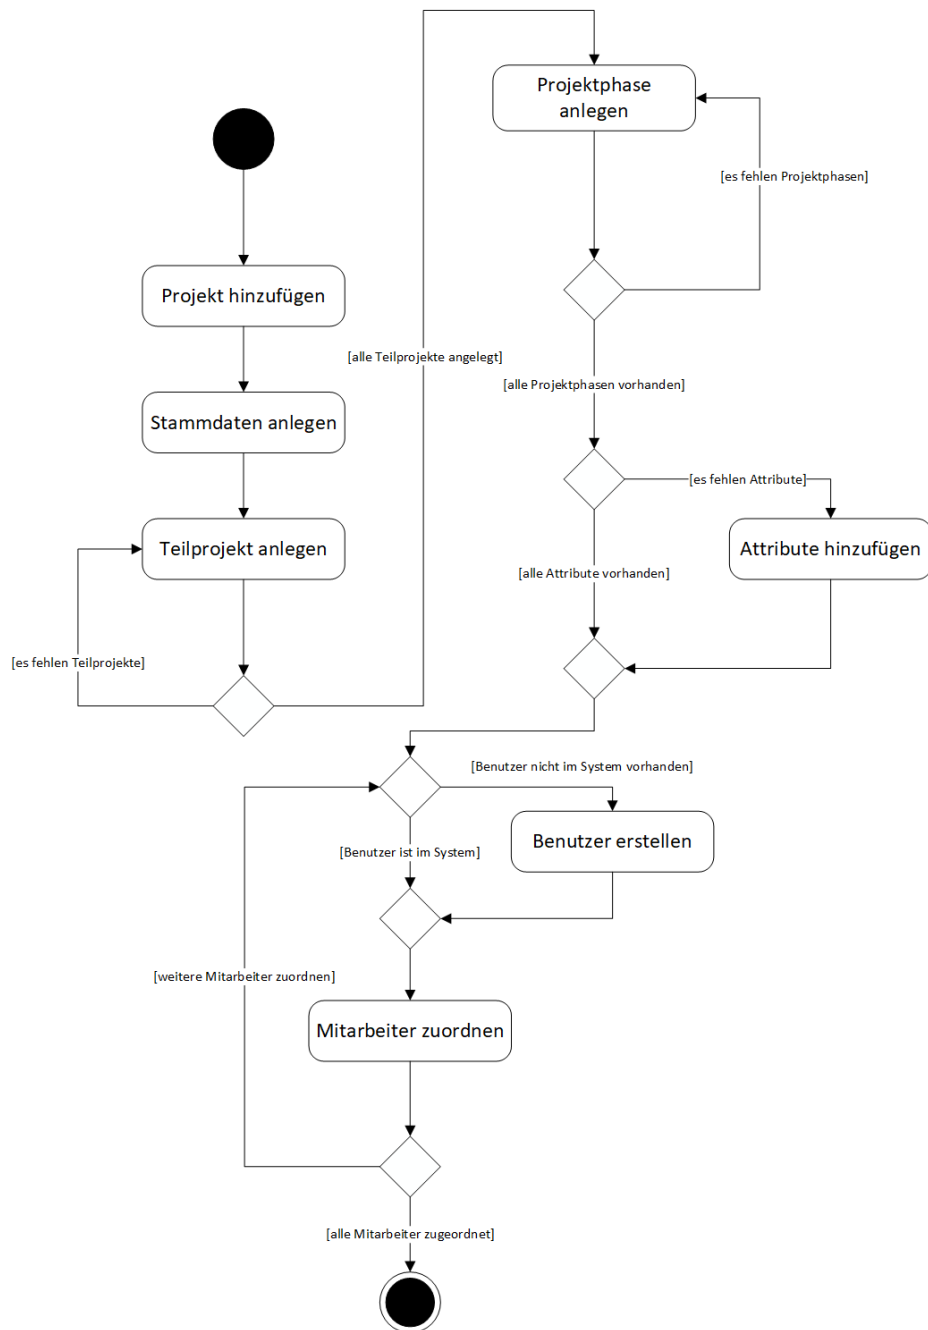 Projekt hinzufügen
Stammdaten anlegen
Teilprojekt anlegen
[es fehlen Teilprojekte]
[alle Teilprojekte angelegt]
Projektphase
anlegen
[es fehlen Projektphasen]
[alle Projektphasen vorhanden]
[es fehlen Attribute]
Attribute hinzufügen
[alle Attribute vorhanden]
[Benutzer nicht im System vorhanden]
Benutzer erstellen
[Benutzer ist im System]
[weitere Mitarbeiter zuordnen]
Mitarbeiter zuordnen
[alle Mitarbeiter zugeordnet]